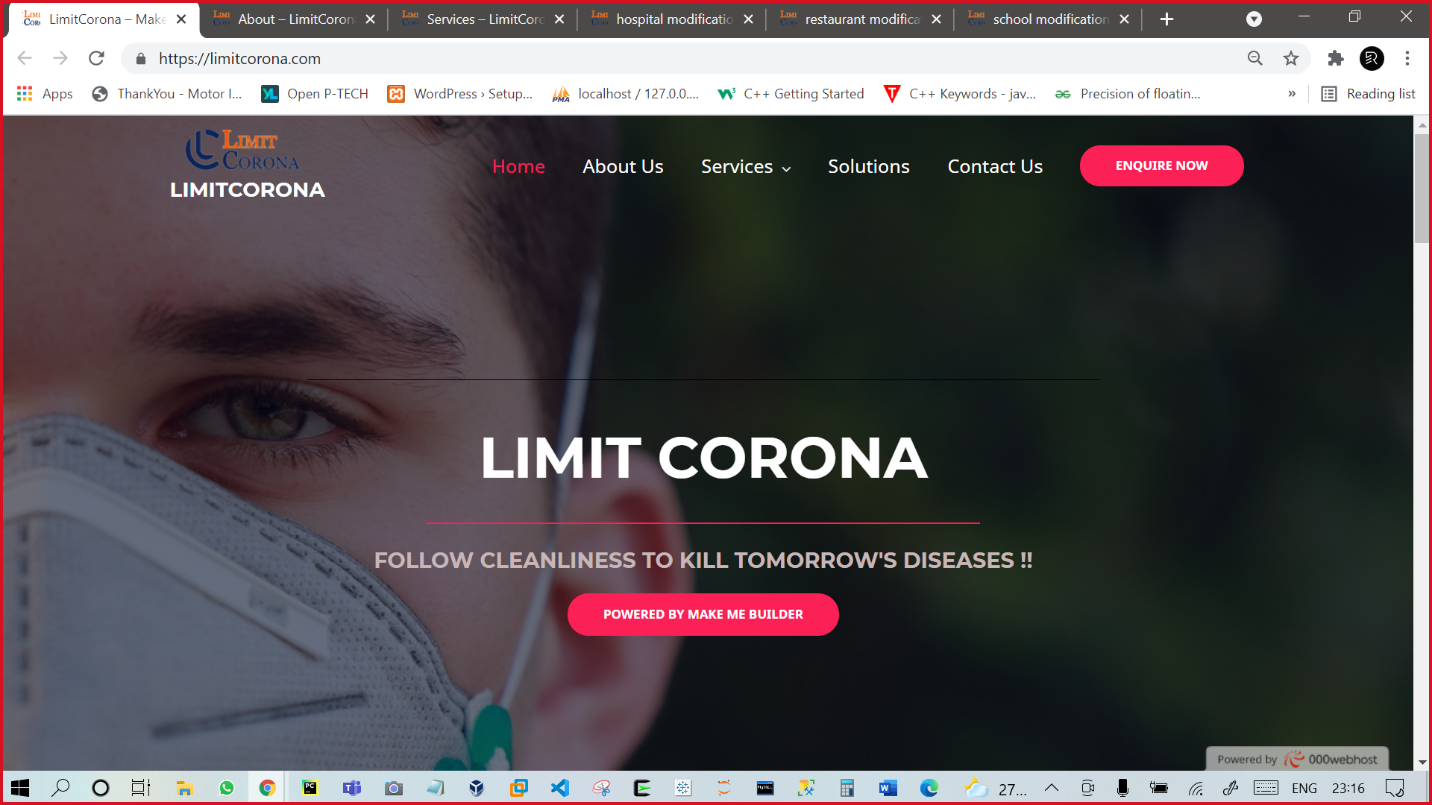 LimitCorona – Make
About – LimitCorona
Services – LimitCoro
hospital modificatio
restaurant modifica
school modification
https://limitcorona.com
Apps
ThankYou - Motor I...
Open P-TECH
WordPress › Setup...
PMA
localhost / 127.0.0....
C++ Getting Started
C++ Keywords - jav...
Precision of floatin...
»
Reading list
LIMIT
CORONA
LIMITCORONA
Home
About Us
Services
Solutions
Contact Us
ENQUIRE NOW
LIMIT CORONA
FOLLOW CLEANLINESS TO KILL TOMORROW'S DISEASES !!
POWERED BY MAKE ME BUILDER
Powered by 000webhost
27...
ENG
23:16